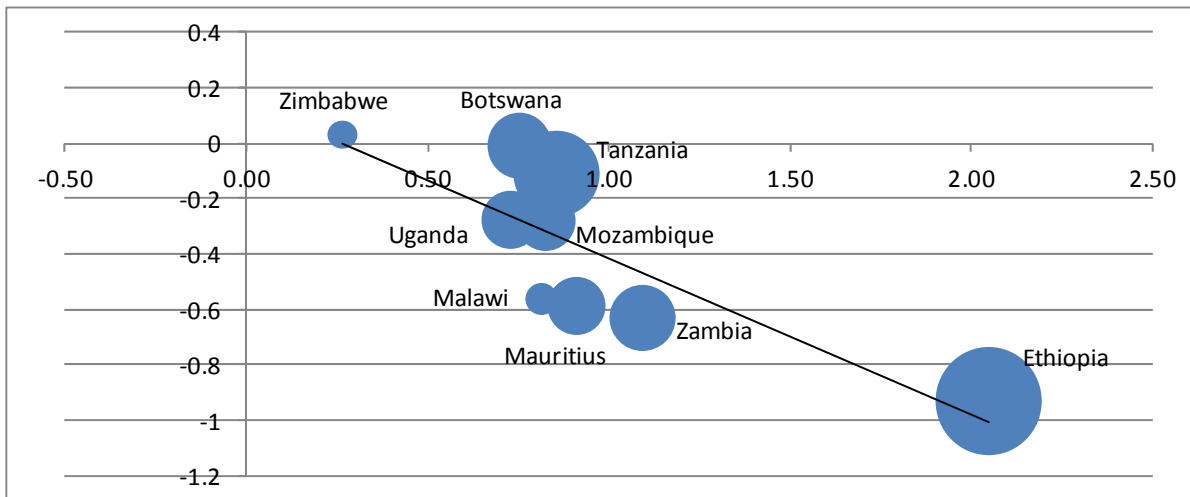 0.4
0.2
Zimbabwe
Botswana
0
Tanzania
-0.50
0.00
0.50
1.00
1.50
2.00
2.50
-0.2
Uganda
Mozambique
-0.4
Malawi
-0.6
Zambia
Mauritius
Ethiopia
-0.8
-1
-1.2